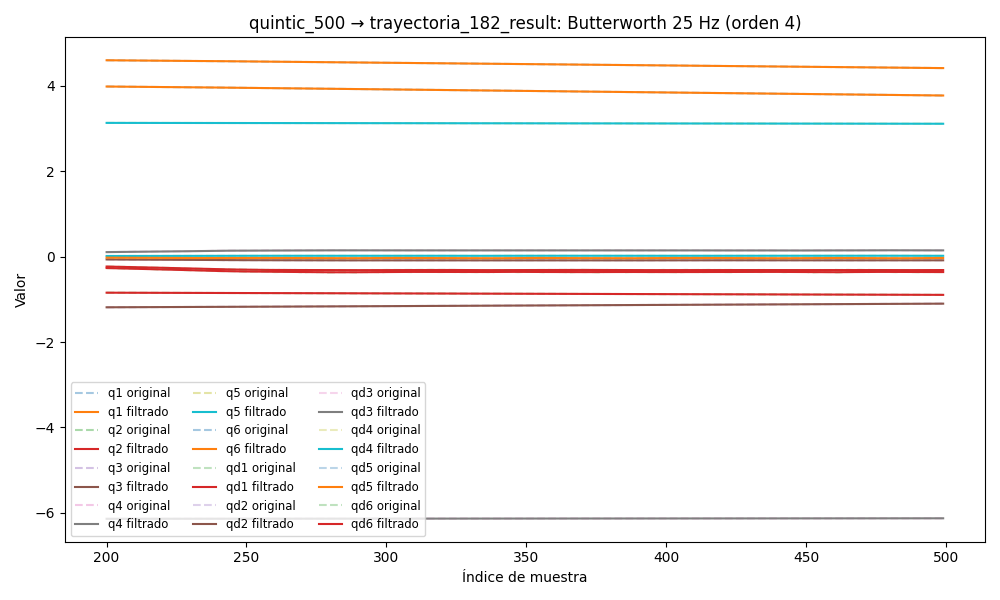 quintic_500 → trayectoria_182_result: Butterworth 25 Hz (orden 4)
Valor
4
2
0
−2
−4
−6
q1 original
q1 filtrado
q2 original
q2 filtrado
q3 original
q3 filtrado
q4 original
q4 filtrado
q5 original
q5 filtrado
q6 original
q6 filtrado
qd1 original
qd1 filtrado
qd2 original
qd2 filtrado
qd3 original
qd3 filtrado
qd4 original
qd4 filtrado
qd5 original
qd5 filtrado
qd6 original
qd6 filtrado
200 250 300 350 400 450 500
Índice de muestra